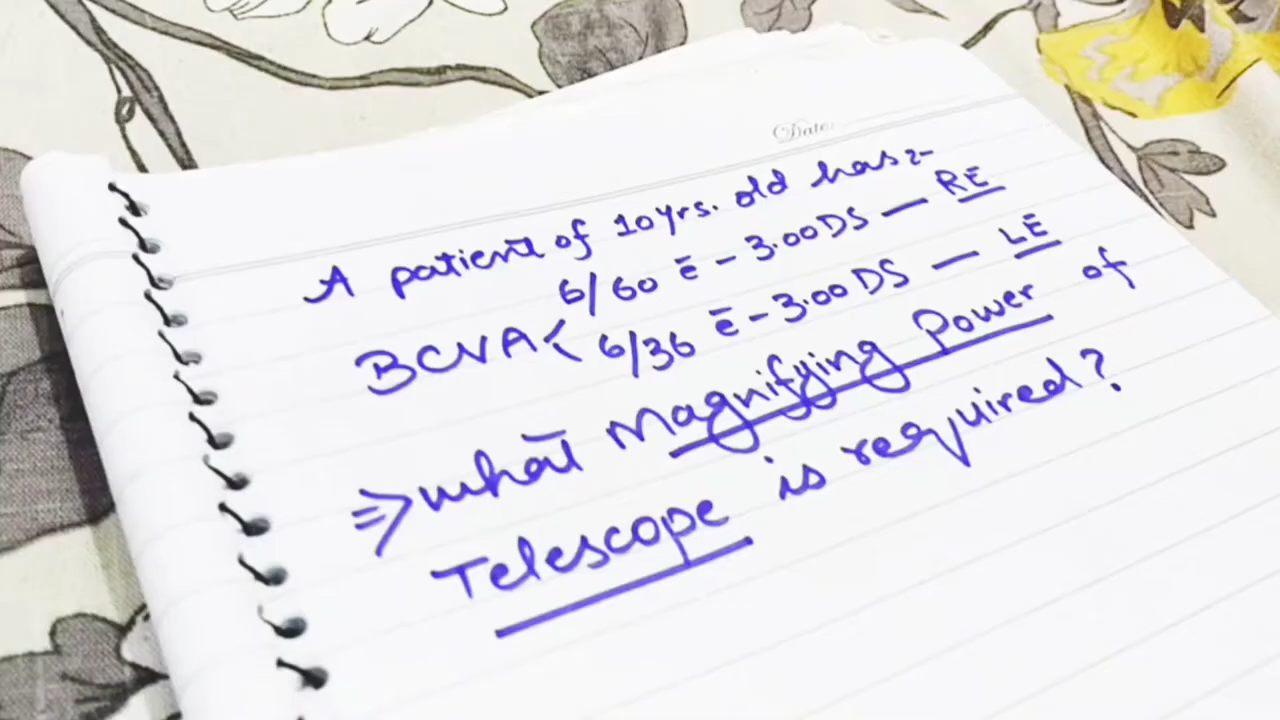 Date:
A patient of 10yrs. old has:-
BCVA < 6/60 c̄ - 3.00DS — RE
6/36 c̄ - 3.00DS — LE
⇒ what Magnifying Power of
Telescope is required?